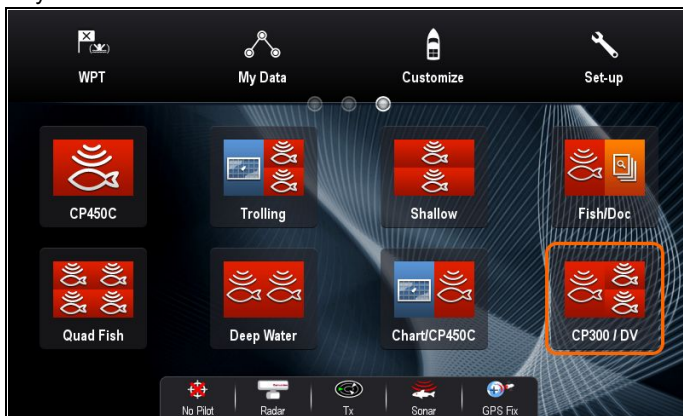 WPT
My Data
Customize
Set-up
CP450C
Trolling
Shallow
Fish/Doc
Quad Fish
Deep Water
Chart/CP450C
CP300 / DV
No Pilot
Radar
Tx
Sonar
GPS Fix